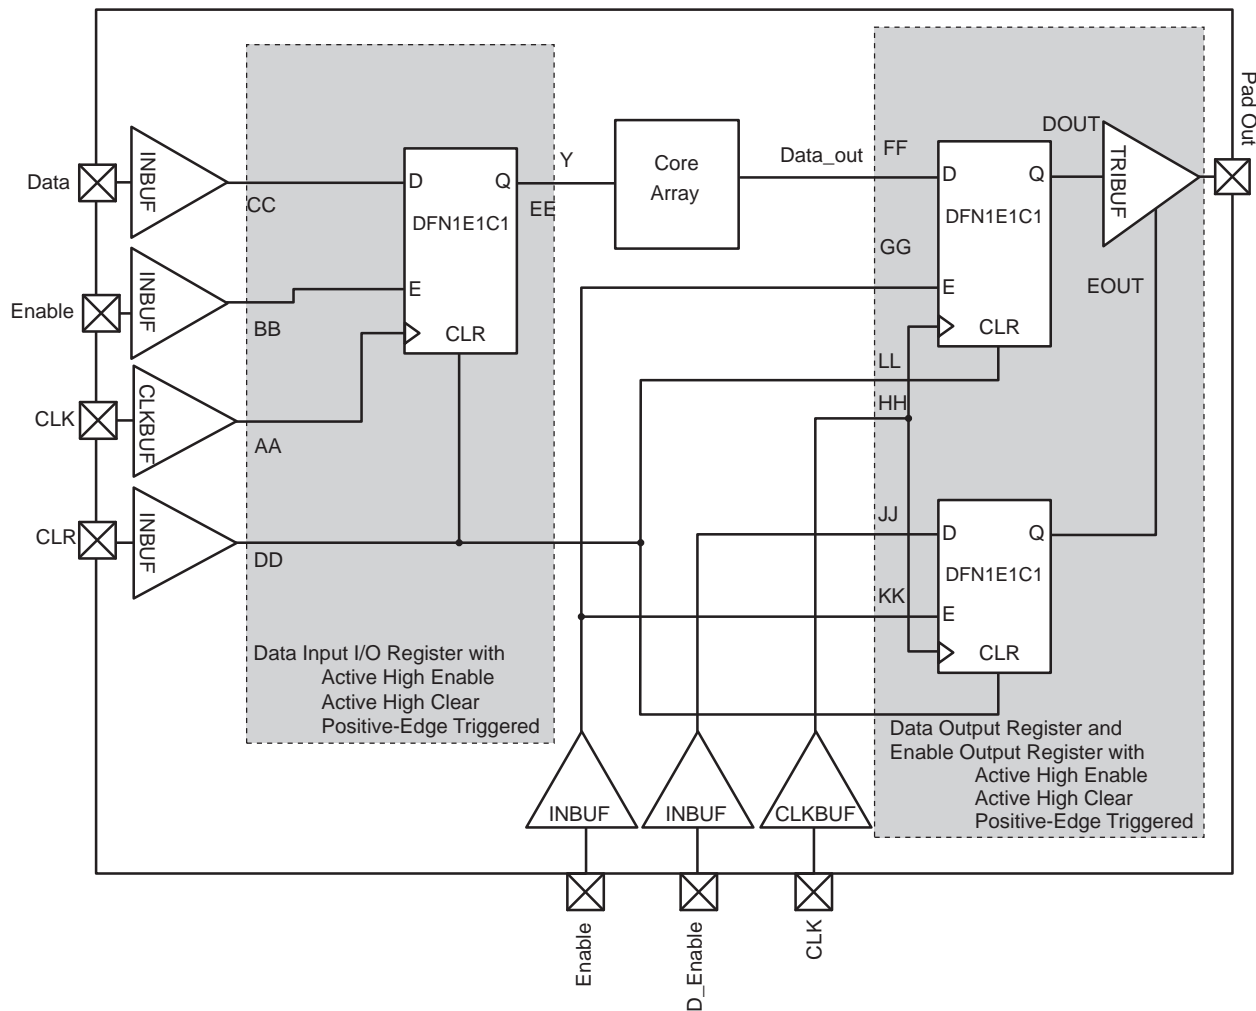 Data
INBUF
CC
Enable
INBUF
BB
CLK
CLKBUF
AA
CLR
INBUF
DD
D
Q
DFN1E1C1
E
CLR
Y
EE
Core
Array
Data_out
FF
GG
LL
HH
JJ
KK
D
Q
DFN1E1C1
E
CLR
DOUT
TRIBUF
EOUT
Pad Out
D
Q
DFN1E1C1
E
CLR
Data Input I/O Register with
Active High Enable
Active High Clear
Positive-Edge Triggered
Data Output Register and
Enable Output Register with
Active High Enable
Active High Clear
Positive-Edge Triggered
INBUF
INBUF
CLKBUF
Enable
D_Enable
CLK